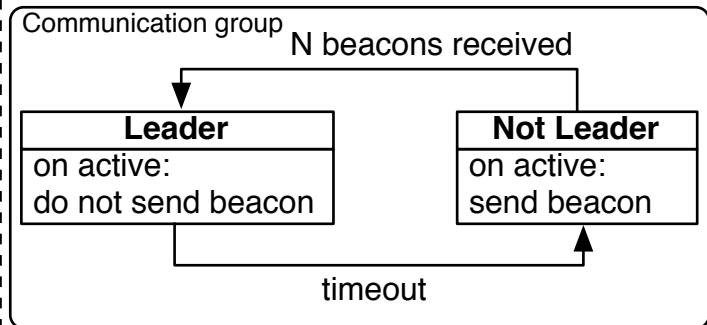 Communication group
N beacons received
Leader
on active:
do not send beacon
Not Leader
on active:
send beacon
timeout